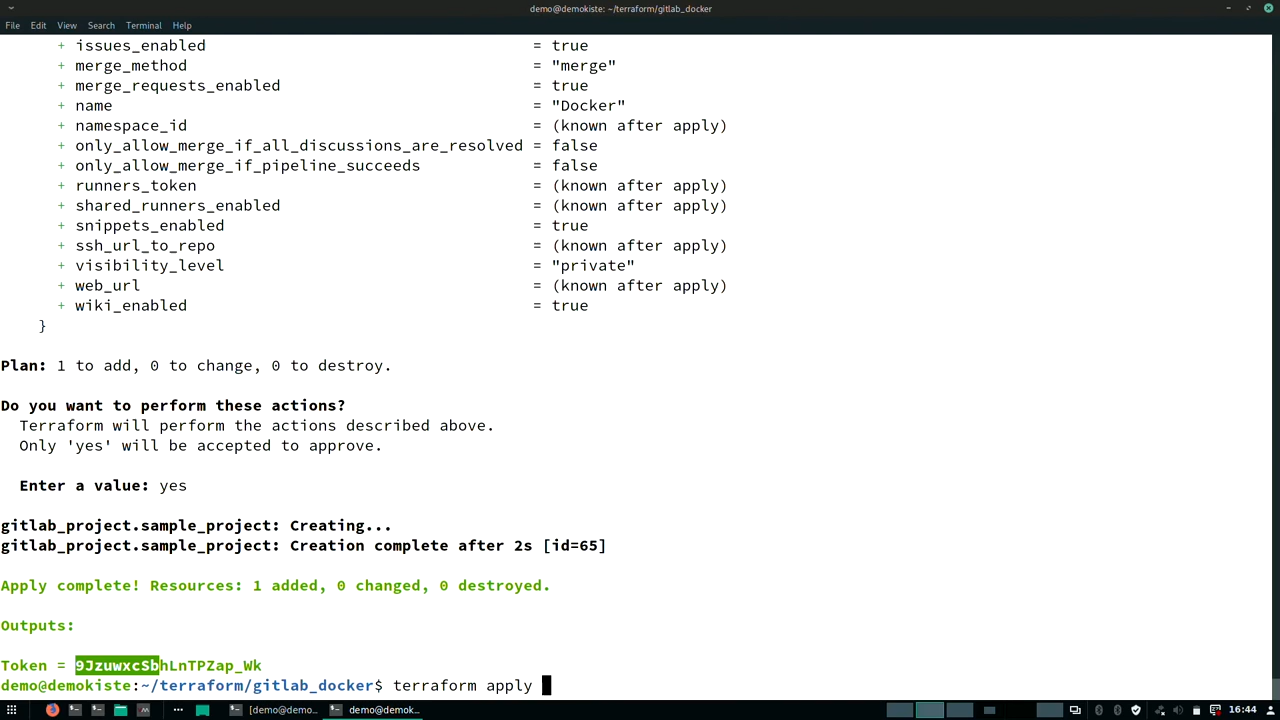 demo@demokiste: ~/terraform/gitlab_docker
File Edit View Search Terminal Help
+ issues_enabled = true
+ merge_method = "merge"
+ merge_requests_enabled = true
+ name = "Docker"
+ namespace_id = (known after apply)
+ only_allow_merge_if_all_discussions_are_resolved = false
+ only_allow_merge_if_pipeline_succeeds = false
+ runners_token = (known after apply)
+ shared_runners_enabled = (known after apply)
+ snippets_enabled = true
+ ssh_url_to_repo = (known after apply)
+ visibility_level = "private"
+ web_url = (known after apply)
+ wiki_enabled = true
}
Plan: 1 to add, 0 to change, 0 to destroy.
Do you want to perform these actions?
Terraform will perform the actions described above.
Only 'yes' will be accepted to approve.
Enter a value: yes
gitlab_project.sample_project: Creating...
gitlab_project.sample_project: Creation complete after 2s [id=65]
Apply complete! Resources: 1 added, 0 changed, 0 destroyed.
Outputs:
Token = 9JzuwxcSbhLnTPZap_Wk
demo@demokiste:~/terraform/gitlab_docker$ terraform apply
[demo@demo... demo@demok... 16:44